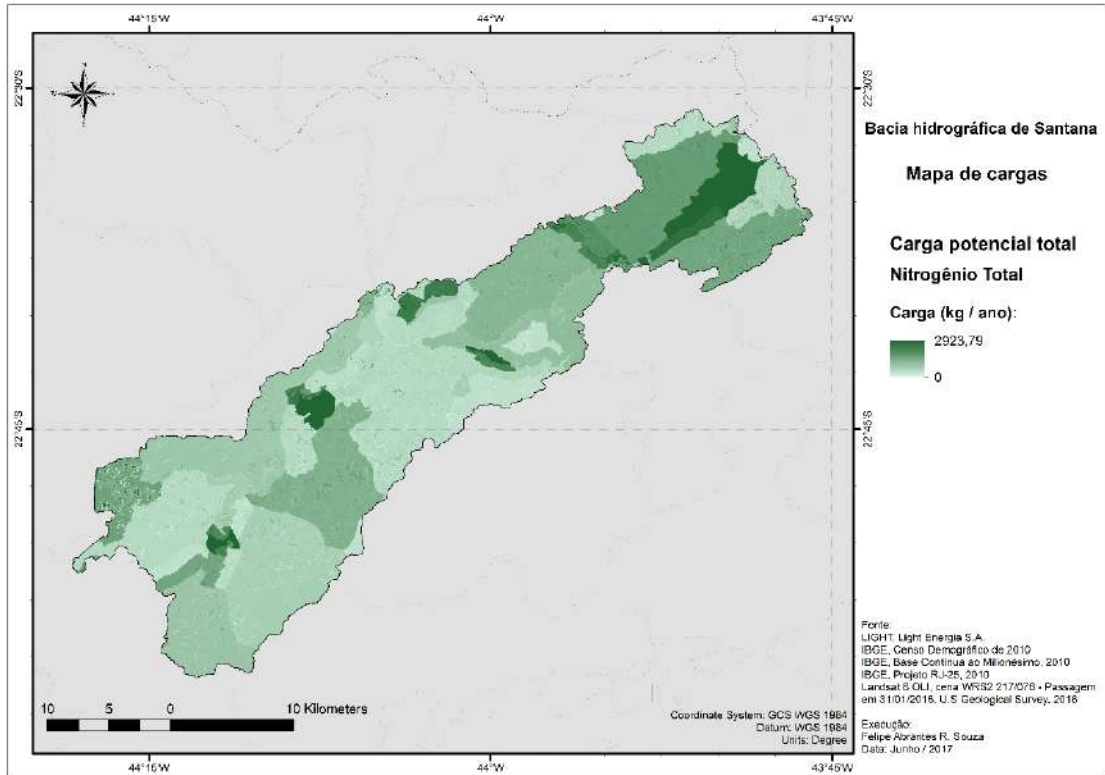 44°15'W 44°W 43°45'W
22°30'S 22°30'S
22°45'S 22°45'S
Bacia hidrográfica de Santana
Mapa de cargas
Carga potencial total
Nitrogênio Total
Carga (kg / ano):
2923,79
0
10 5 0 10 Kilometers
Coordinate System: GCS WGS 1984
Datum: WGS 1984
Units: Degree
Fonte:
LIGHT. Light Energia S.A.
IBGE, Censo Demográfico de 2010
IBGE, Base Contínua ao Milionésimo, 2010
IBGE, Projeto RJ-25, 2010
Landsat 8 OLI, cena WRS2 217/076 - Passagem
em 31/01/2016. U.S Geological Survey. 2016
Execução:
Felipe Abrantes R. Souza
Data: Junho / 2017
44°15'W 44°W 43°45'W